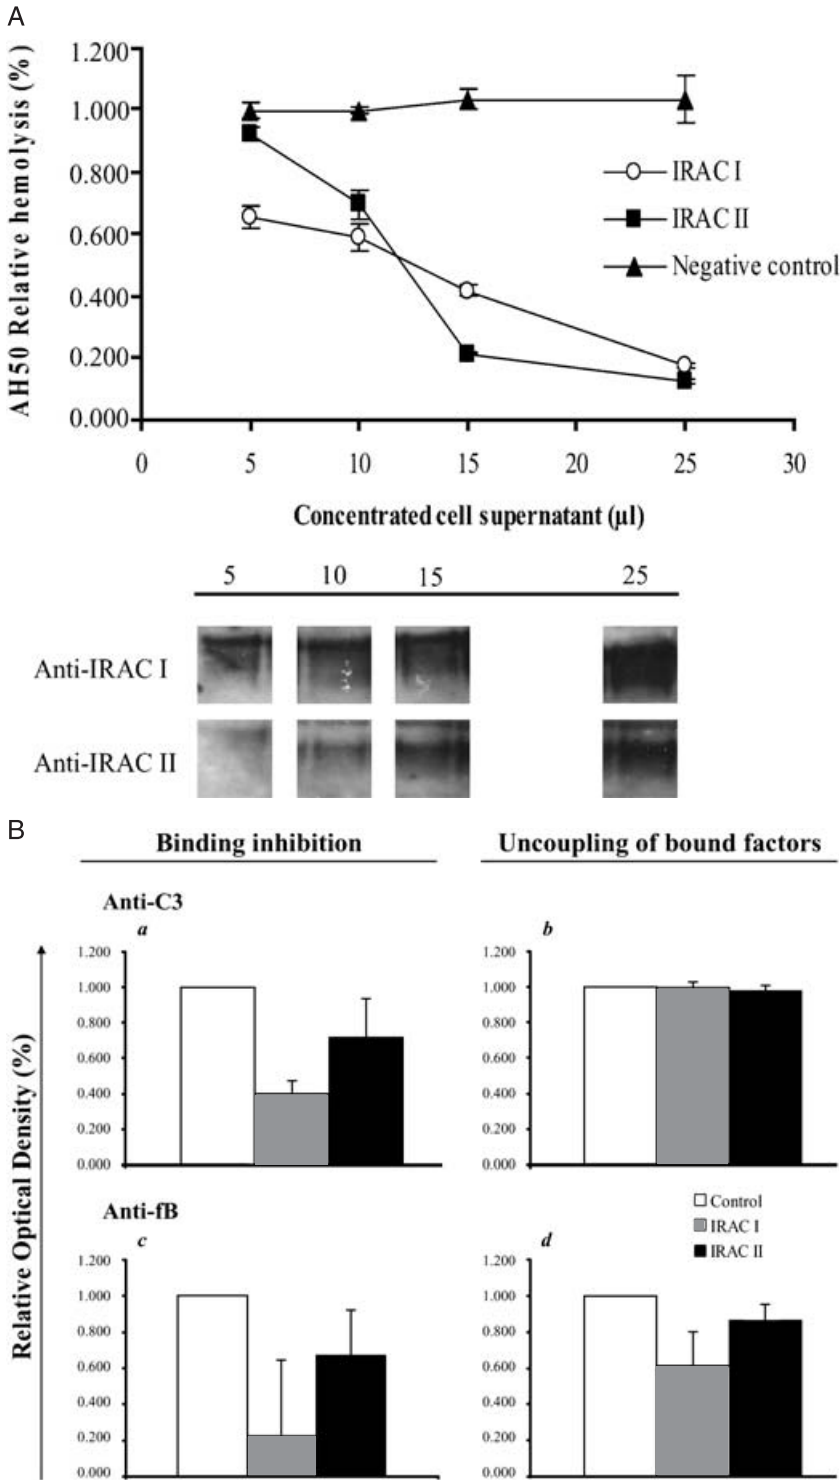 A
AH50 Relative hemolysis (%)
1.200
1.000
0.800
0.600
0.400
0.200
0.000
IRAC I
IRAC II
Negative control
0 5 10 15 20 25 30
Concentrated cell supernatant (µl)
5 10 15 25
Anti-IRAC I
Anti-IRAC II
B
Binding inhibition
Uncoupling of bound factors
Relative Optical Density (%)
Anti-C3
a
1.200
1.000
0.800
0.600
0.400
0.200
0.000
b
1.200
1.000
0.800
0.600
0.400
0.200
0.000
Control
IRAC I
IRAC II
Anti-fB
c
1.200
1.000
0.800
0.600
0.400
0.200
0.000
d
1.200
1.000
0.800
0.600
0.400
0.200
0.000